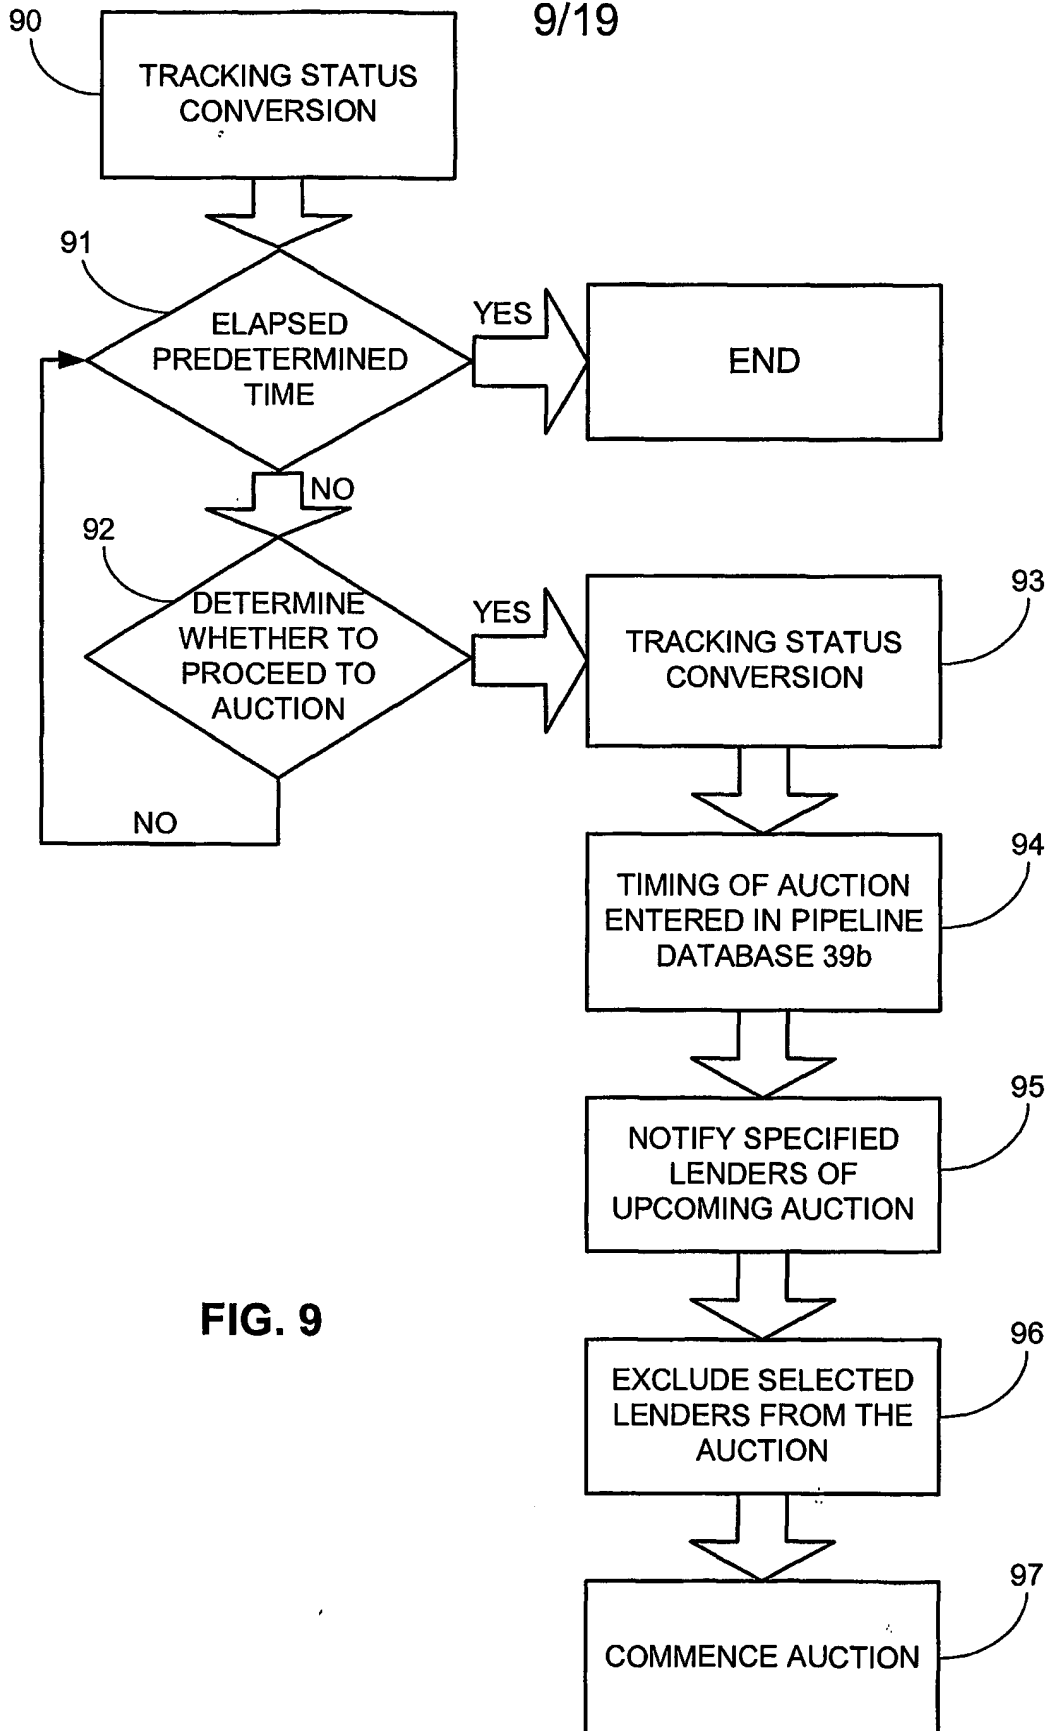 9/19
90
TRACKING STATUS
CONVERSION
91
ELAPSED
PREDETERMINED
TIME
YES
END
NO
92
DETERMINE
WHETHER TO
PROCEED TO
AUCTION
YES
NO
93
TRACKING STATUS
CONVERSION
94
TIMING OF AUCTION
ENTERED IN PIPELINE
DATABASE 39b
95
NOTIFY SPECIFIED
LENDERS OF
UPCOMING AUCTION
96
EXCLUDE SELECTED
LENDERS FROM THE
AUCTION
97
COMMENCE AUCTION
FIG. 9